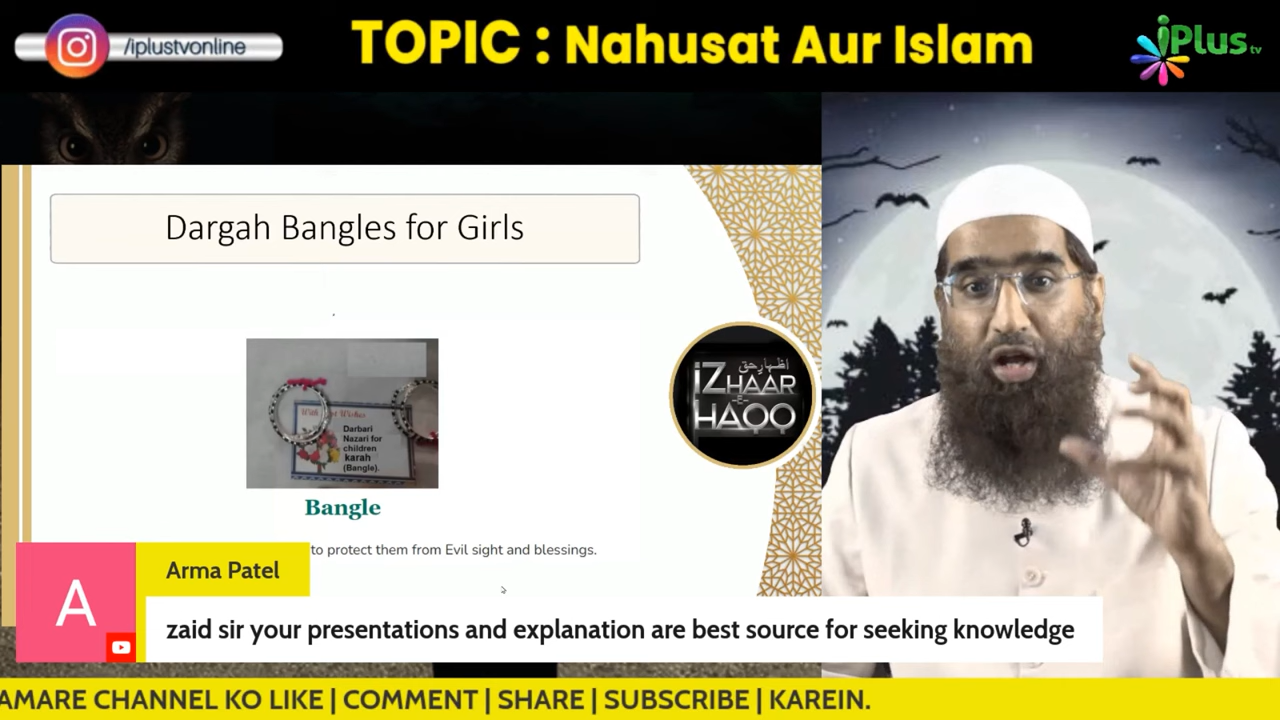 /iplustvonline
TOPIC : Nahusat Aur Islam
iPlus tv
Dargah Bangles for Girls
Darbari
Nazari for
children
karah
(Bangle).
Bangle
to protect them from Evil sight and blessings.
اظہارِ حق
iZHAAR
-E-
HAQQ
A
Arma Patel
zaid sir your presentations and explanation are best source for seeking knowledge
AMARE CHANNEL KO LIKE | COMMENT | SHARE | SUBSCRIBE | KAREIN.